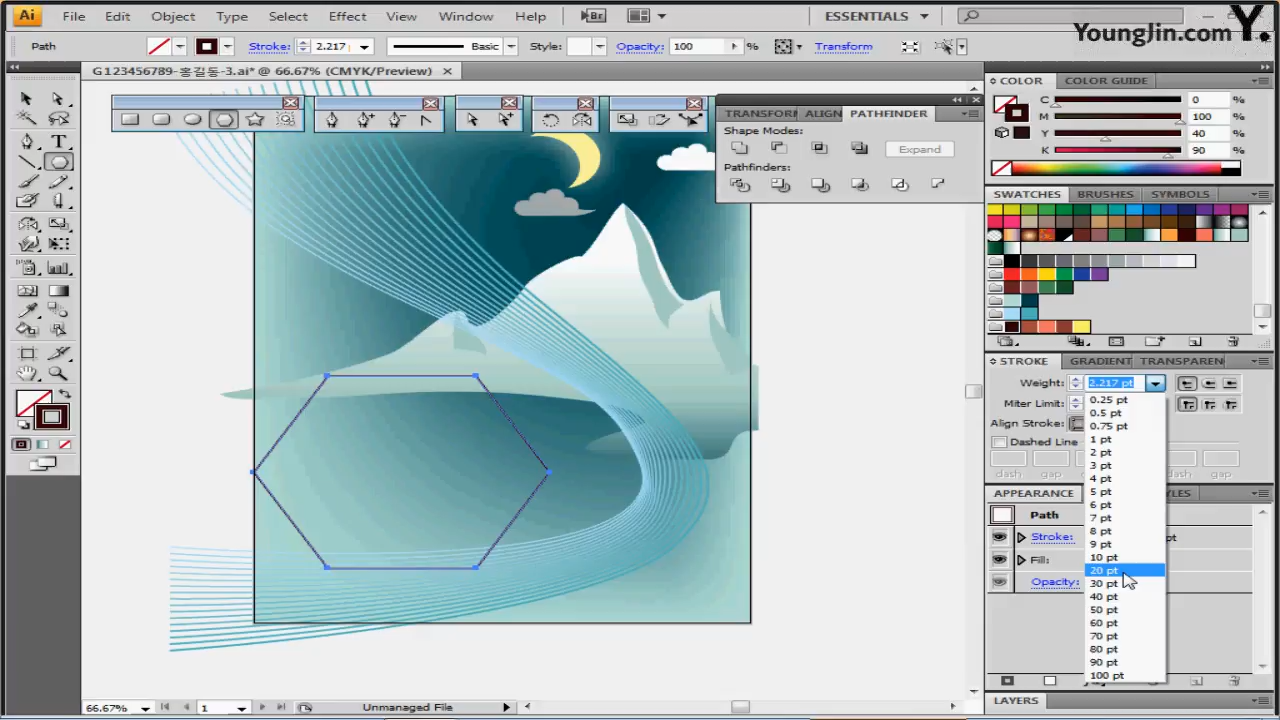 Ai File Edit Object Type Select Effect View Window Help Br ESSENTIALS
YoungJin.com Y.
Path Stroke: 2.217 Basic Style: Opacity: 100 % Transform
G123456789-홍길동-3.ai* @ 66.67% (CMYK/Preview)
COLOR COLOR GUIDE
C 0 %
M 100 %
Y 40 %
K 90 %
TRANSFORM ALIGN PATHFINDER
Shape Modes:
Expand
Pathfinders:
SWATCHES BRUSHES SYMBOLS
STROKE GRADIENT TRANSPAREN
Weight: 2.217 pt
Miter Limit:
Align Stroke:
Dashed Line
dash gap dash gap
0.25 pt
0.5 pt
0.75 pt
1 pt
2 pt
3 pt
4 pt
5 pt
6 pt
7 pt
8 pt
9 pt
10 pt
20 pt
30 pt
40 pt
50 pt
60 pt
70 pt
80 pt
90 pt
100 pt
APPEARANCE YLES
Path
Stroke: pt
Fill:
Opacity:
LAYERS
66.67% 1 Unmanaged File